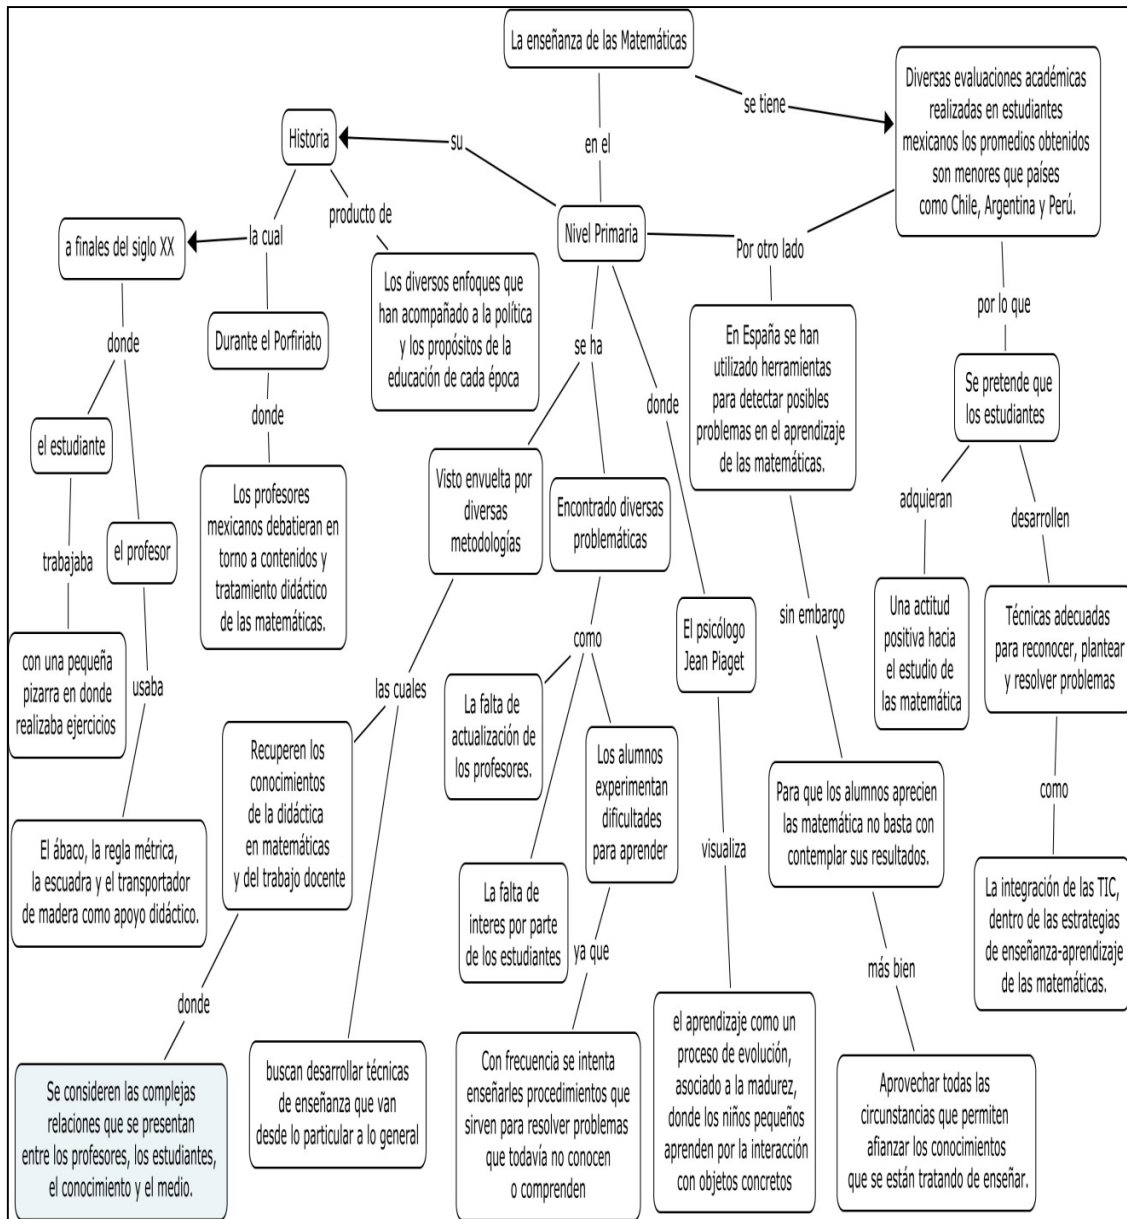 La enseñanza de las Matemáticas
se tiene
Diversas evaluaciones académicas
realizadas en estudiantes
mexicanos los promedios obtenidos
son menores que países
como Chile, Argentina y Perú.
Historia
su
en el
producto de
la cual
a finales del siglo XX
Nivel Primaria
Por otro lado
Los diversos enfoques que
han acompañado a la política
y los propósitos de la
educación de cada época
por lo que
donde
Durante el Porfiriato
se ha
En España se han
utilizado herramientas
para detectar posibles
problemas en el aprendizaje
de las matemáticas.
Se pretende que
los estudiantes
donde
donde
el estudiante
Los profesores
mexicanos debatieran en
torno a contenidos y
tratamiento didáctico
de las matemáticas.
Visto envuelta por
diversas
metodologías
Encontrado diversas
problemáticas
adquieran
desarrollen
trabajaba
el profesor
Una actitud
positiva hacia
el estudio de
las matemática
Técnicas adecuadas
para reconocer, plantear
y resolver problemas
sin embargo
El psicólogo
Jean Piaget
como
con una pequeña
pizarra en donde
realizaba ejercicios
usaba
las cuales
La falta de
actualización de
los profesores.
Recuperen los
conocimientos
de la didáctica
en matemáticas
y del trabajo docente
Los alumnos
experimentan
dificultades
para aprender
Para que los alumnos aprecien
las matemática no basta con
contemplar sus resultados.
como
El ábaco, la regla métrica,
la escuadra y el transportador
de madera como apoyo didáctico.
visualiza
La falta de
interes por parte
de los estudiantes
La integración de las TIC,
dentro de las estrategias
de enseñanza-aprendizaje
de las matemáticas.
ya que
más bien
donde
Se consideren las complejas
relaciones que se presentan
entre los profesores, los estudiantes,
el conocimiento y el medio.
buscan desarrollar técnicas
de enseñanza que van
desde lo particular a lo general
Con frecuencia se intenta
enseñarles procedimientos que
sirven para resolver problemas
que todavía no conocen
o comprenden
el aprendizaje como un
proceso de evolución,
asociado a la madurez,
donde los niños pequeños
aprenden por la interacción
con objetos concretos
Aprovechar todas las
circunstancias que permiten
afianzar los conocimientos
que se están tratando de enseñar.